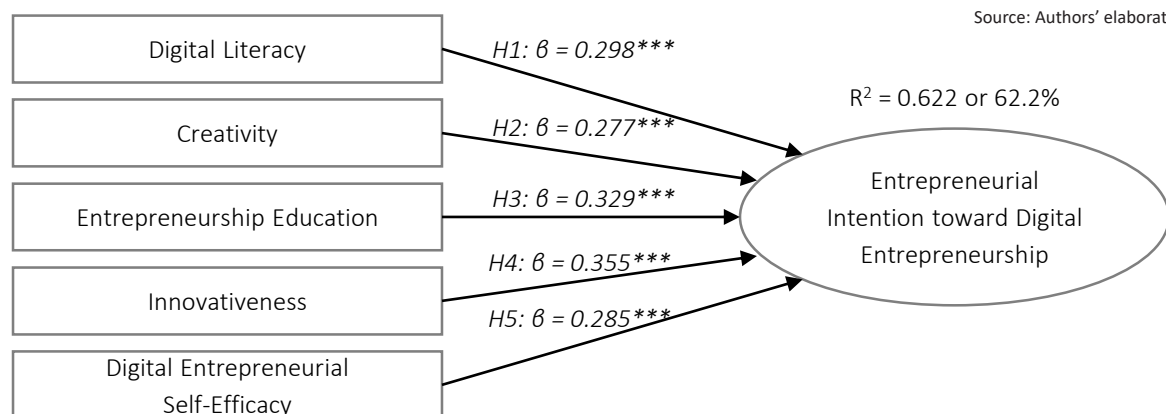 Source: Authors' elaborat
Digital Literacy
H1: β = 0.298***
R² = 0.622 or 62.2%
Creativity
H2: β = 0.277***
Entrepreneurship Education
H3: β = 0.329***
Entrepreneurial
Intention toward Digital
Entrepreneurship
Innovativeness
H4: β = 0.355***
H5: β = 0.285***
Digital Entrepreneurial
Self-Efficacy